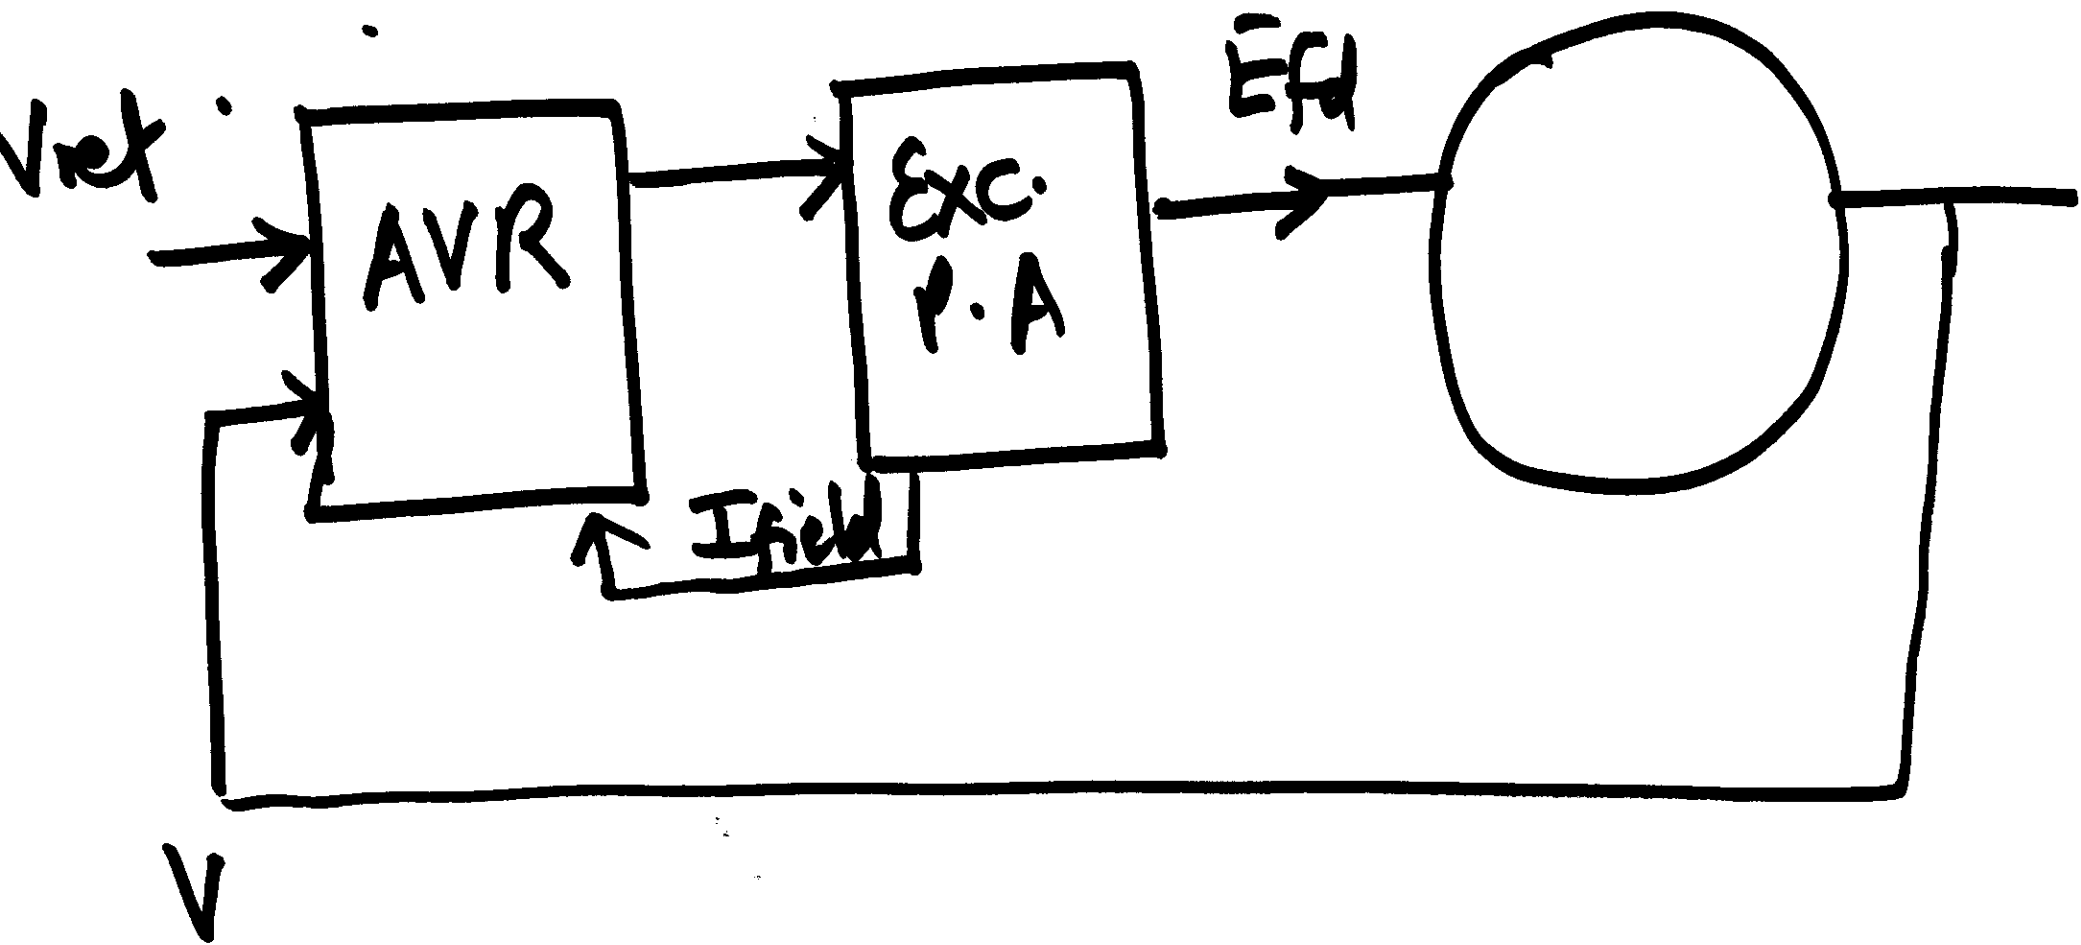 Vref
AVR
Exc.
P.A
Efd
Ifield
V